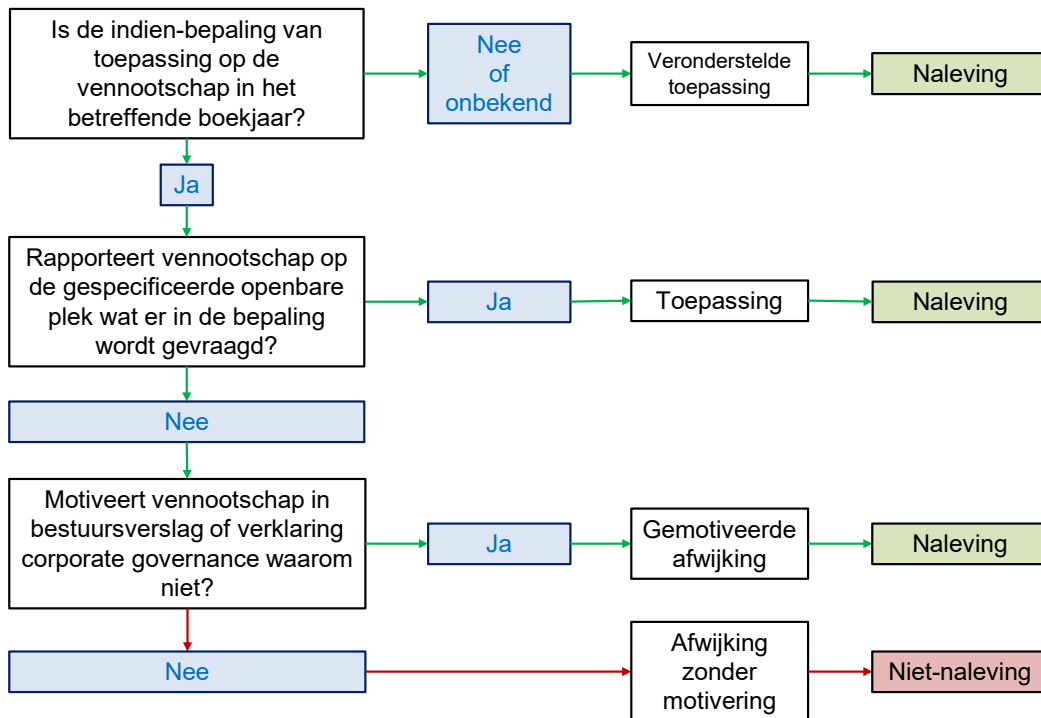 Is de indien-bepaling van
toepassing op de
vennootschap in het
betreffende boekjaar?
Nee
of
onbekend
Veronderstelde
toepassing
Naleving
Ja
Rapporteert vennootschap op
de gespecificeerde openbare
plek wat er in de bepaling
wordt gevraagd?
Ja
Toepassing
Naleving
Nee
Motiveert vennootschap in
bestuursverslag of verklaring
corporate governance waarom
niet?
Ja
Gemotiveerde
afwijking
Naleving
Nee
Afwijking
zonder
motivering
Niet-naleving